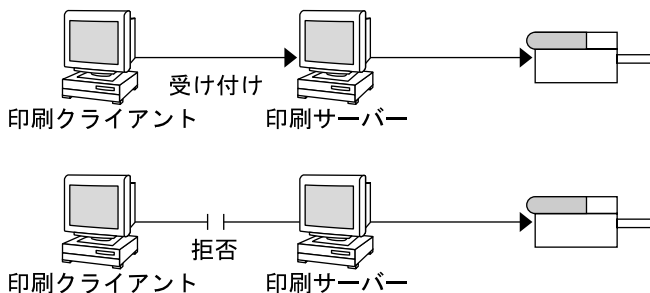 受け付け
印刷クライアント
印刷サーバー
拒否
印刷クライアント
印刷サーバー